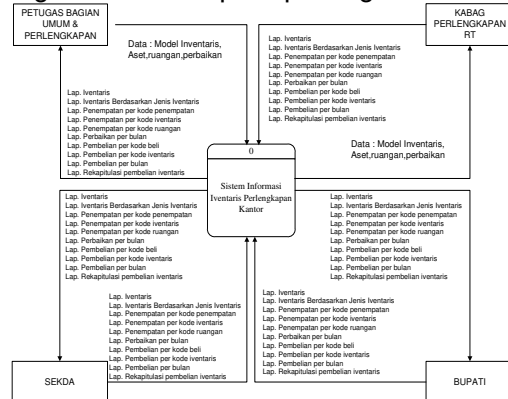 PETUGAS BAGIAN
UMUM &
PERLENGKAPAN
Data : Model Inventaris,
Aset,ruangan,perbaikan
KABAG
PERLENGKAPAN
RT
Lap. Iventaris
Lap. Iventaris Berdasarkan Jenis Iventaris
Lap. Penempatan per kode penempatan
Lap. Penempatan per kode iventaris
Lap. Penempatan per kode ruangan
Lap. Perbaikan per bulan
Lap. Pembelian per kode beli
Lap. Pembelian per kode iventaris
Lap. Pembelian per bulan
Lap. Rekapitulasi pembelian iventaris
Lap. Iventaris
Lap. Iventaris Berdasarkan Jenis Iventaris
Lap. Penempatan per kode penempatan
Lap. Penempatan per kode iventaris
Lap. Penempatan per kode ruangan
Lap. Perbaikan per bulan
Lap. Pembelian per kode beli
Lap. Pembelian per kode iventaris
Lap. Pembelian per bulan
Lap. Rekapitulasi pembelian iventaris
Data : Model Inventaris,
Aset,ruangan,perbaikan
0
Sistem Informasi
Iventaris Perlengkapan
Kantor
Lap. Iventaris
Lap. Iventaris Berdasarkan Jenis Iventaris
Lap. Penempatan per kode penempatan
Lap. Penempatan per kode iventaris
Lap. Penempatan per kode ruangan
Lap. Perbaikan per bulan
Lap. Pembelian per kode beli
Lap. Pembelian per kode iventaris
Lap. Pembelian per bulan
Lap. Rekapitulasi pembelian iventaris
Lap. Iventaris
Lap. Iventaris Berdasarkan Jenis Iventaris
Lap. Penempatan per kode penempatan
Lap. Penempatan per kode iventaris
Lap. Penempatan per kode ruangan
Lap. Perbaikan per bulan
Lap. Pembelian per kode beli
Lap. Pembelian per kode iventaris
Lap. Pembelian per bulan
Lap. Rekapitulasi pembelian iventaris
Lap. Iventaris
Lap. Iventaris Berdasarkan Jenis Iventaris
Lap. Penempatan per kode penempatan
Lap. Penempatan per kode iventaris
Lap. Penempatan per kode ruangan
Lap. Perbaikan per bulan
Lap. Pembelian per kode beli
Lap. Pembelian per kode iventaris
Lap. Pembelian per bulan
Lap. Rekapitulasi pembelian iventaris
Lap. Iventaris
Lap. Iventaris Berdasarkan Jenis Iventaris
Lap. Penempatan per kode penempatan
Lap. Penempatan per kode iventaris
Lap. Penempatan per kode ruangan
Lap. Perbaikan per bulan
Lap. Pembelian per kode beli
Lap. Pembelian per kode iventaris
Lap. Pembelian per bulan
Lap. Rekapitulasi pembelian iventaris
SEKDA
BUPATI